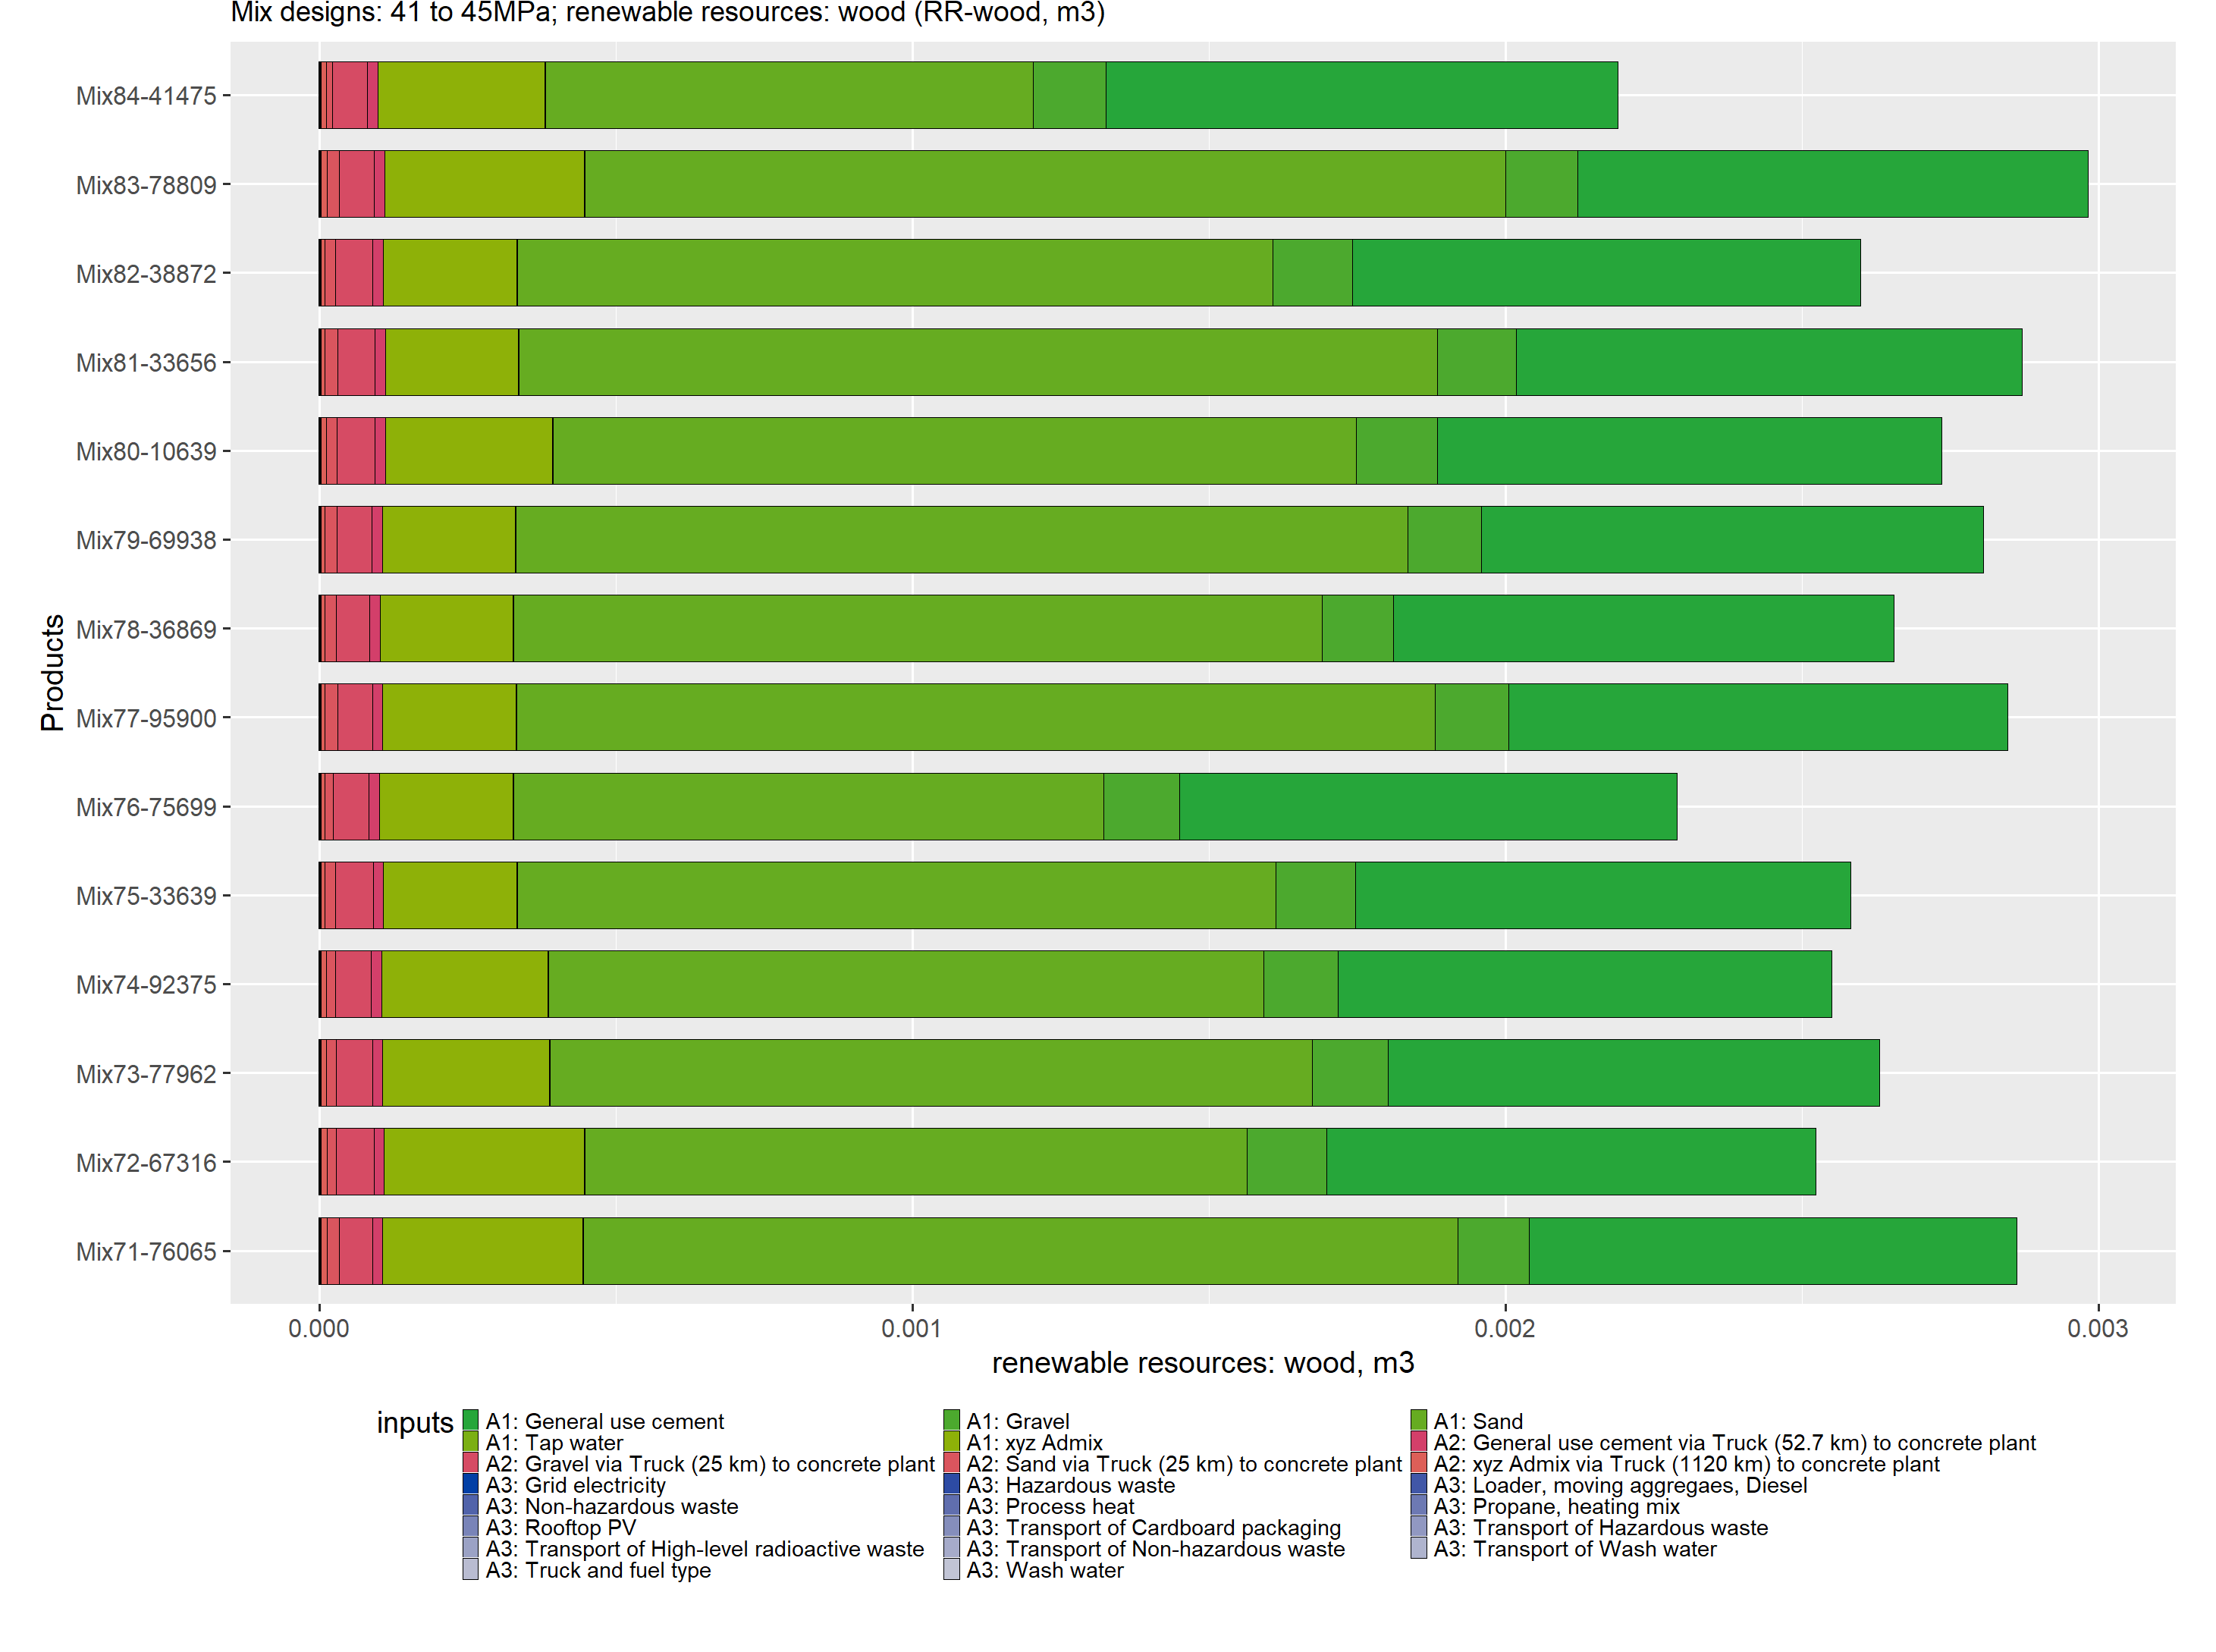 Mix designs: 41 to 45MPa; renewable resources: wood (RR-wood, m3)
Mix84-41475
Mix83-78809
Mix82-38872
Mix81-33656
Mix80-10639
Mix79-69938
Mix78-36869
Mix77-95900
Mix76-75699
Mix75-33639
Mix74-92375
Mix73-77962
Mix72-67316
Mix71-76065
Products
0.000 0.001 0.002 0.003
renewable resources: wood, m3
inputs
A1: General use cement A1: Gravel A1: Sand
A1: Tap water A1: xyz Admix A2: General use cement via Truck (52.7 km) to concrete plant
A2: Gravel via Truck (25 km) to concrete plant A2: Sand via Truck (25 km) to concrete plant A2: xyz Admix via Truck (1120 km) to concrete plant
A3: Grid electricity A3: Hazardous waste A3: Loader, moving aggregaes, Diesel
A3: Non-hazardous waste A3: Process heat A3: Propane, heating mix
A3: Rooftop PV A3: Transport of Cardboard packaging A3: Transport of Hazardous waste
A3: Transport of High-level radioactive waste A3: Transport of Non-hazardous waste A3: Transport of Wash water
A3: Truck and fuel type A3: Wash water